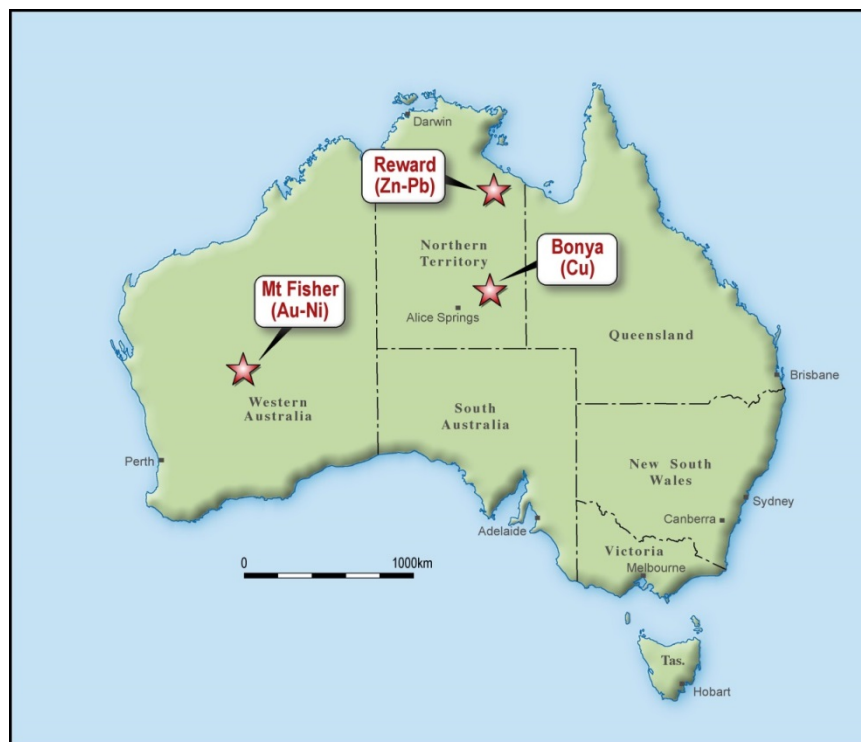 Darwin
Reward
(Zn-Pb)
Northern
Territory
Bonya
(Cu)
Mt Fisher
(Au-Ni)
Alice Springs
Queensland
Brisbane
Western
Australia
South
Australia
Perth
New South
Wales
Sydney
Canberra
Adelaide
Victoria
Melbourne
0 1000km
Tas.
Hobart